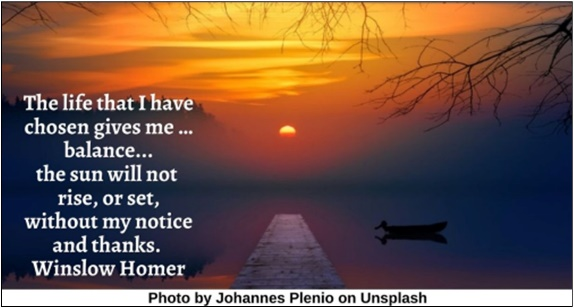 The life that I have
chosen gives me ...
balance...
the sun will not
rise, or set,
without my notice
and thanks.
Winslow Homer
Photo by Johannes Plenio on Unsplash